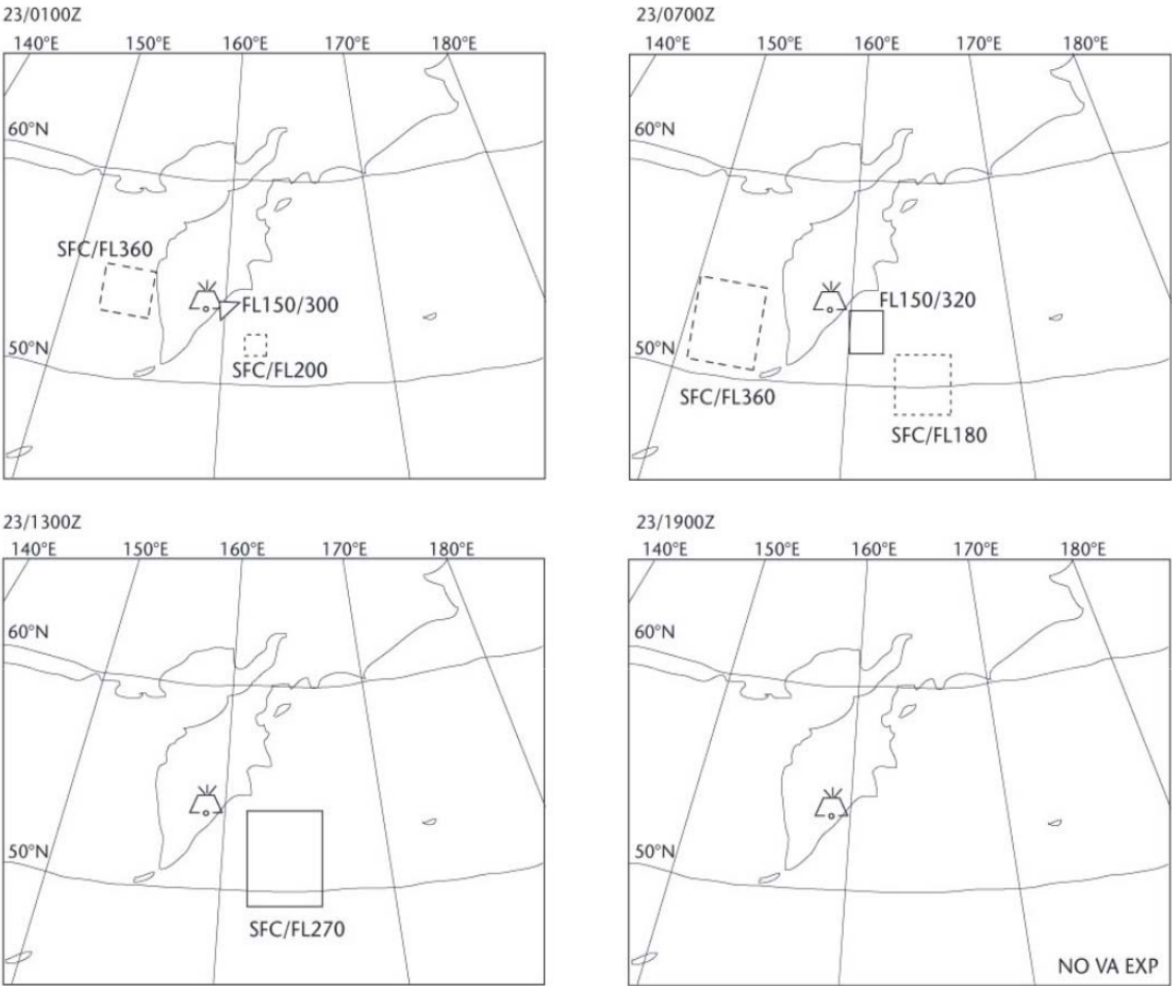 23/0100Z
140°E 150°E 160°E 170°E 180°E
60°N
SFC/FL360
FL150/300
50°N
SFC/FL200
23/0700Z
140°E 150°E 160°E 170°E 180°E
60°N
FL150/320
50°N
SFC/FL360
SFC/FL180
23/1300Z
140°E 150°E 160°E 170°E 180°E
60°N
50°N
SFC/FL270
23/1900Z
140°E 150°E 160°E 170°E 180°E
60°N
50°N
NO VA EXP